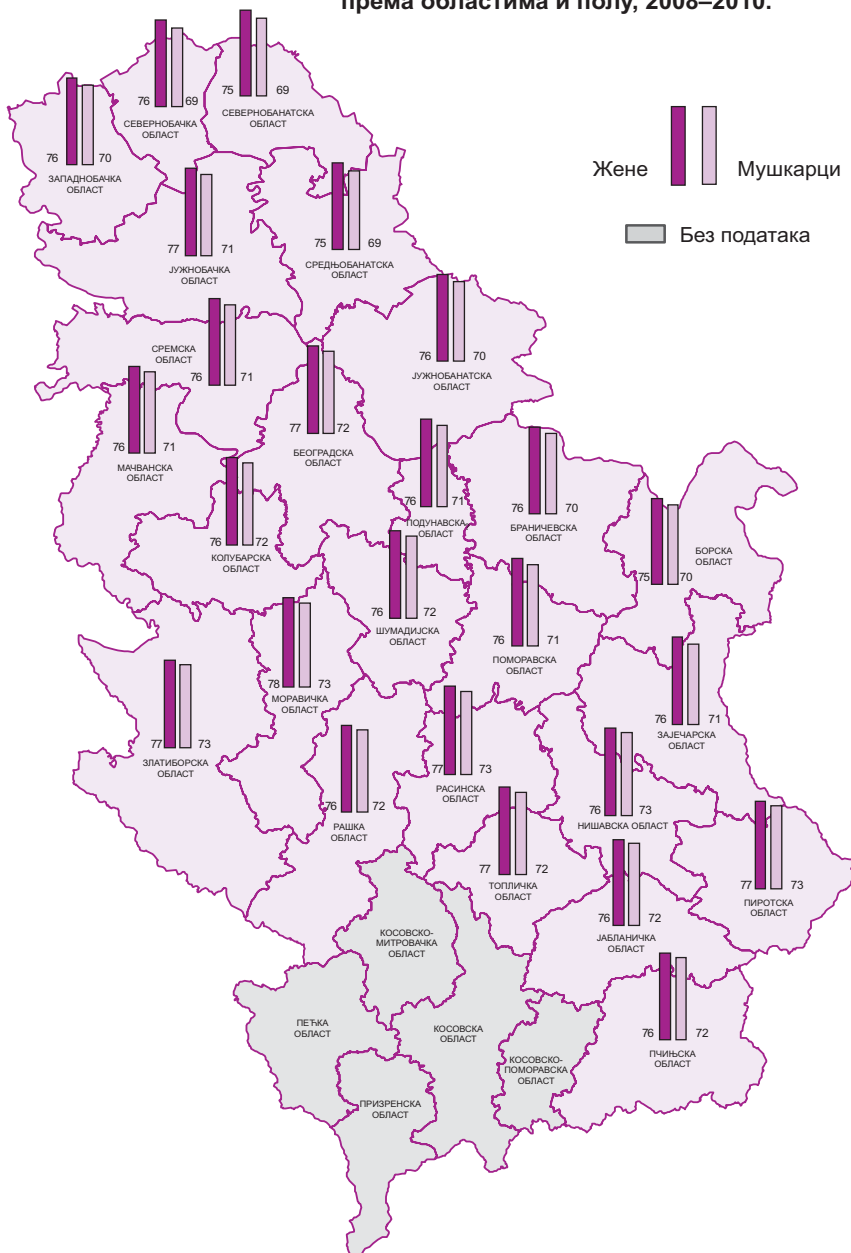 према областима и полу, 2008–2010.
75 69
СЕВЕРНОБАНАТСКА
ОБЛАСТ
76 69
СЕВЕРНОБАЧКА
ОБЛАСТ
76 70
ЗАПАДНОБАЧКА
ОБЛАСТ
Жене Мушкарци
Без података
77 71
ЈУЖНОБАЧКА
ОБЛАСТ
75 69
СРЕДЊОБАНАТСКА
ОБЛАСТ
СРЕМСКА
ОБЛАСТ
76 71
76 70
ЈУЖНОБАНАТСКА
ОБЛАСТ
77 72
БЕОГРАДСКА
ОБЛАСТ
76 71
МАЧВАНСКА
ОБЛАСТ
76 71
ПОДУНАВСКА
ОБЛАСТ
76 70
БРАНИЧЕВСКА
ОБЛАСТ
76 72
КОЛУБАРСКА
ОБЛАСТ
БОРСКА
ОБЛАСТ
75 70
76 72
ШУМАДИЈСКА
ОБЛАСТ
76 71
ПОМОРАВСКА
ОБЛАСТ
78 73
МОРАВИЧКА
ОБЛАСТ
76 71
ЗАЈЕЧАРСКА
ОБЛАСТ
77 73
ЗЛАТИБОРСКА
ОБЛАСТ
77 73
РАСИНСКА
ОБЛАСТ
76 72
РАШКА
ОБЛАСТ
76 73
НИШАВСКА ОБЛАСТ
77 72
ТОПЛИЧКА
ОБЛАСТ
77 73
ПИРОТСКА
ОБЛАСТ
76 72
ЈАБЛАНИЧКА
ОБЛАСТ
КОСОВСКО-
МИТРОВАЧКА
ОБЛАСТ
ПЕЋКА
ОБЛАСТ
КОСОВСКА
ОБЛАСТ
76 72
ПЧИЊСКА
ОБЛАСТ
КОСОВСКО-
ПОМОРАВСКА
ОБЛАСТ
ПРИЗРЕНСКА
ОБЛАСТ